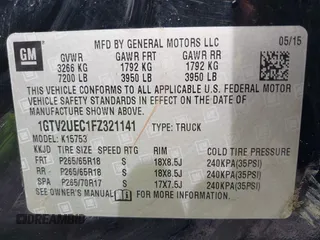 GM
MFD BY GENERAL MOTORS LLC
05/15
GVWR GAWR FRT GAWR RR
3266 KG 1792 KG 1792 KG
7200 LB 3950 LB 3950 LB
THIS VEHICLE CONFORMS TO ALL APPLICABLE U.S. FEDERAL MOTOR
VEHICLE SAFETY STANDARDS IN EFFECT ON THE DATE OF
MANUFACTURE SHOWN ABOVE.
1GTV2UEC1FZ321141 TYPE: TRUCK
MODEL: K15753
KKJD TIRE SIZE SPEED RTG RIM COLD TIRE PRESSURE
FRT P265/65R18 S 18X8.5J 240KPA(35PSI)
RR P265/65R18 S 18X8.5J 240KPA(35PSI)
SPA P265/70R17 S 17X7.5J 240KPA(35PSI)
SEE OWNER'S MANUAL